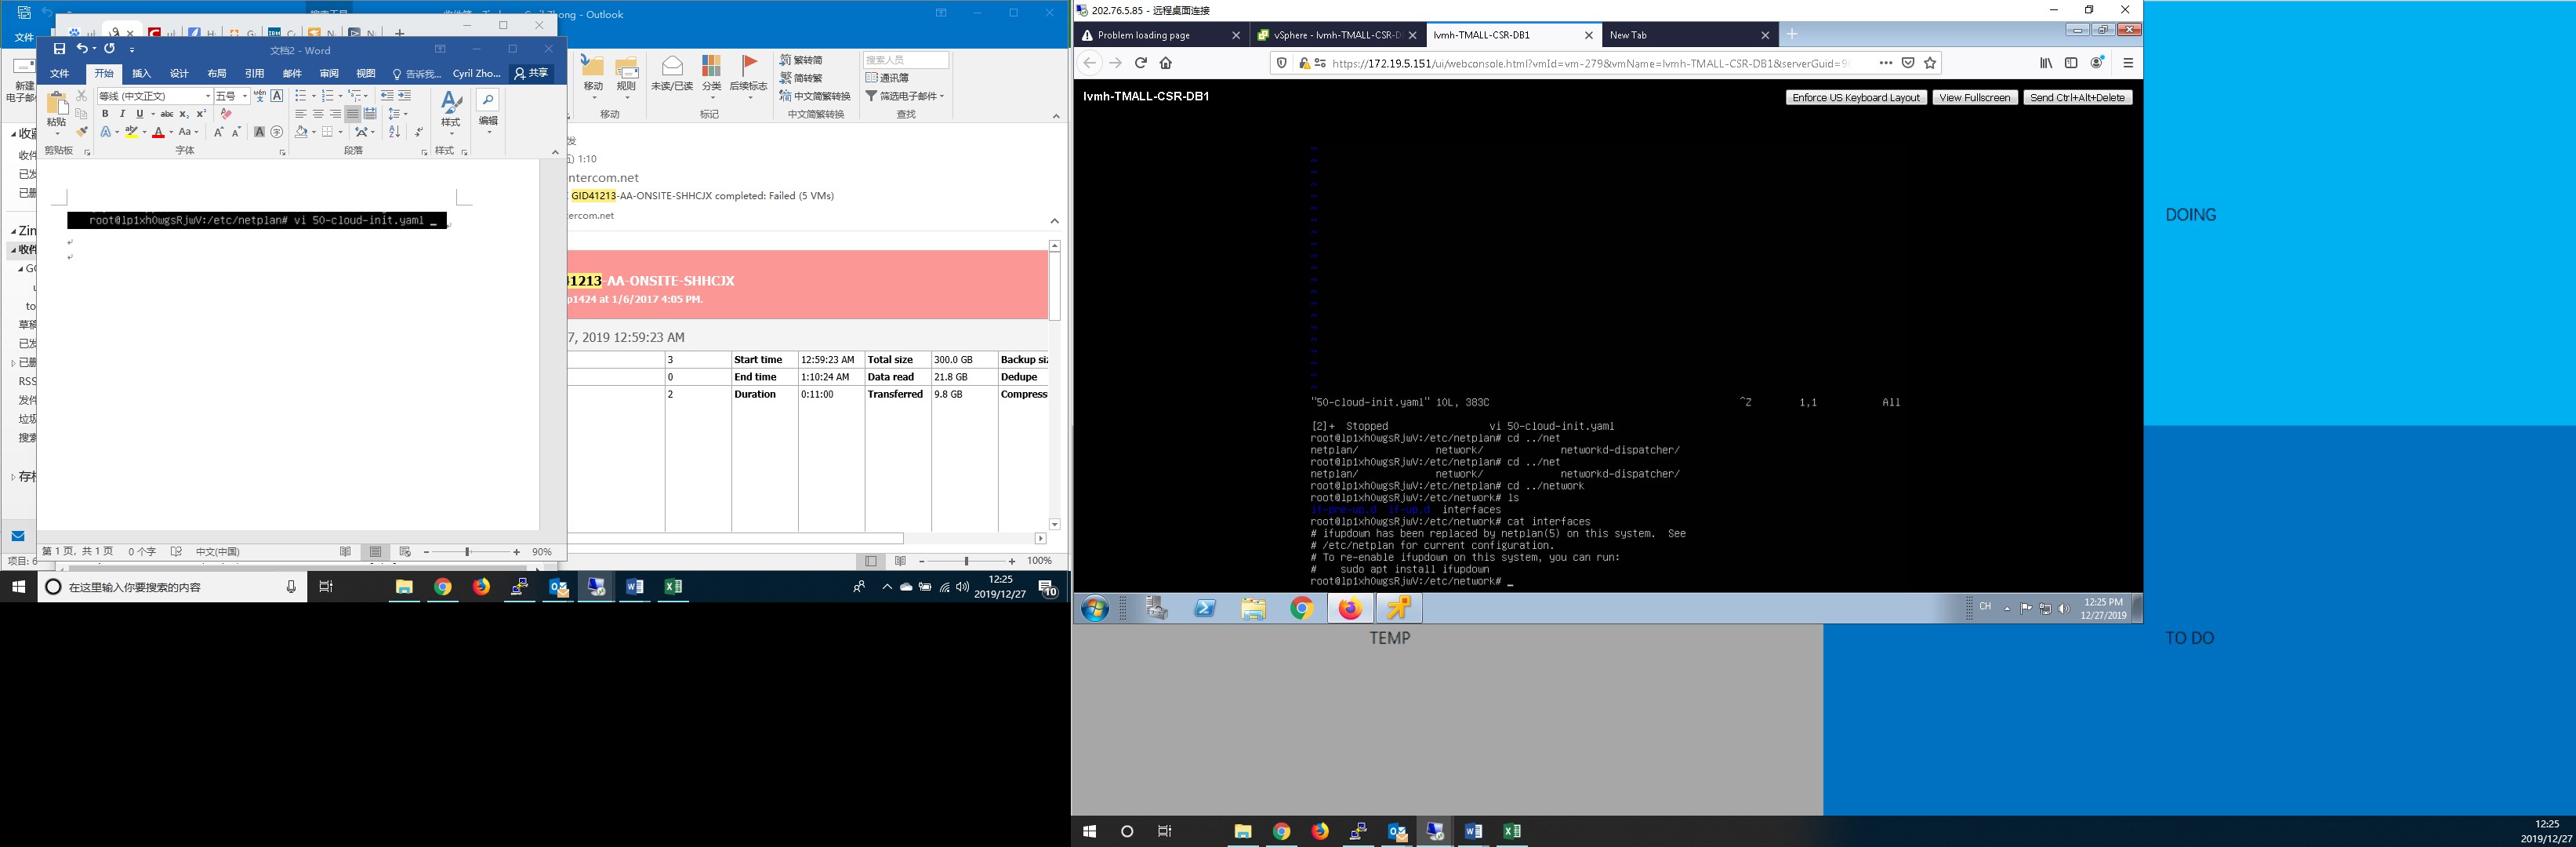 文档2 - Word
Cyril Zhong - Outlook
文件
开始
插入
设计
布局
引用
邮件
审阅
视图
告诉我...
Cyril Zho...
共享
等线 (中文正文)
五号
粘贴
样式
编辑
剪贴板
字体
段落
样式
root@lp1xh0wgsRjwV:/etc/netplan# vi 50-cloud-init.yaml _
第 1 页，共 1 页
0 个字
中文(中国)
90%
移动
规则
未读/已读
分类
后续标志
繁转简
简转繁
中文简繁转换
搜索人员
通讯簿
筛选电子邮件
移动
标记
中文简繁转换
查找
1:10
ntercom.net
GID41213-AA-ONSITE-SHHCJX completed: Failed (5 VMs)
tercom.net
41213-AA-ONSITE-SHHCJX
p1424 at 1/6/2017 4:05 PM.
7, 2019 12:59:23 AM
3 Start time 12:59:23 AM Total size 300.0 GB Backup si
0 End time 1:10:24 AM Data read 21.8 GB Dedupe
2 Duration 0:11:00 Transferred 9.8 GB Compress
100%
在这里输入你要搜索的内容
12:25
2019/12/27
10
202.76.5.85 - 远程桌面连接
Problem loading page
vSphere - lvmh-TMALL-CSR-D
lvmh-TMALL-CSR-DB1
New Tab
https://172.19.5.151/ui/webconsole.html?vmId=vm-279&vmName=lvmh-TMALL-CSR-DB1&serverGuid=9
lvmh-TMALL-CSR-DB1
Enforce US Keyboard Layout
View Fullscreen
Send Ctrl+Alt+Delete
"50-cloud-init.yaml" 10L, 383C ^Z 1,1 All
[2]+ Stopped vi 50-cloud-init.yaml
root@lp1xh0wgsRjwV:/etc/netplan# cd ../net
netplan/ network/ networkd-dispatcher/
root@lp1xh0wgsRjwV:/etc/netplan# cd ../net
netplan/ network/ networkd-dispatcher/
root@lp1xh0wgsRjwV:/etc/netplan# cd ../network
root@lp1xh0wgsRjwV:/etc/network# ls
if-pre-up.d if-up.d interfaces
root@lp1xh0wgsRjwV:/etc/network# cat interfaces
# ifupdown has been replaced by netplan(5) on this system. See
# /etc/netplan for current configuration.
# To re-enable ifupdown on this system, you can run:
# sudo apt install ifupdown
root@lp1xh0wgsRjwV:/etc/network# _
CH
12:25 PM
12/27/2019
DOING
TEMP
TO DO
12:25
2019/12/27